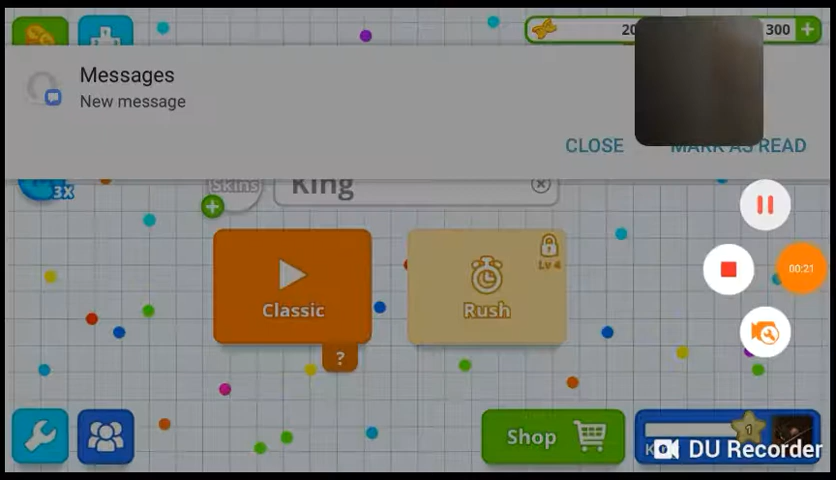 20
300
Messages
New message
CLOSE
MARK AS READ
3X
Skins
King
Lv 4
00:21
Classic
Rush
?
Shop
1
DU Recorder